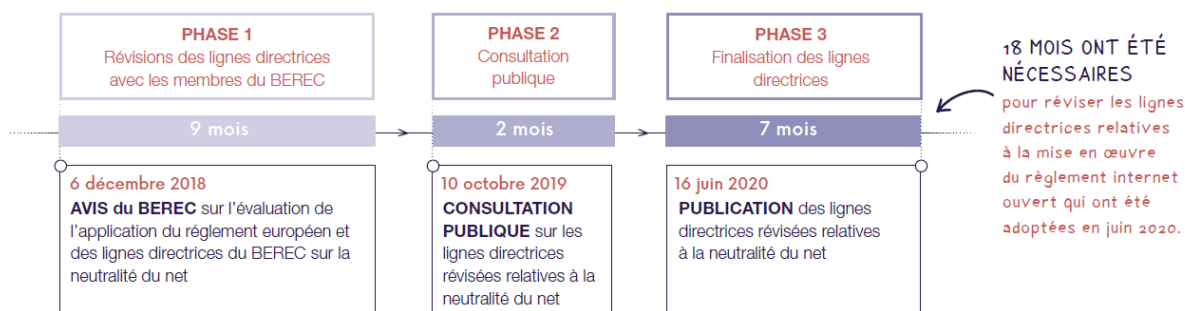 PHASE 1
Révisions des lignes directrices
avec les membres du BEREC
PHASE 2
Consultation
publique
PHASE 3
Finalisation des lignes
directrices
9 mois
2 mois
7 mois
6 décembre 2018
AVIS du BEREC sur l'évaluation de
l'application du réglement européen et
des lignes directrices du BEREC sur la
neutralité du net
10 octobre 2019
CONSULTATION
PUBLIQUE sur les
lignes directrices
révisées relatives à la
neutralité du net
16 juin 2020
PUBLICATION des lignes
directrices révisées relatives
à la neutralité du net
18 MOIS ONT ÉTÉ
NÉCESSAIRES
pour réviser les lignes
directrices relatives
à la mise en œuvre
du règlement internet
ouvert qui ont été
adoptées en juin 2020.